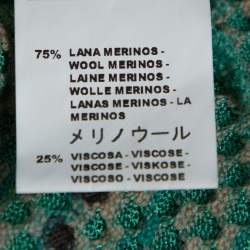 75% LANA MERINOS -
WOOL MERINOS -
LAINE MERINOS -
WOLLE MERINOS -
LANAS MERINOS - LA
MERINOS
メリノウール
25% VISCOSA - VISCOSE -
VISCOSE - VISKOSE -
VISCOSO - VISCOSE